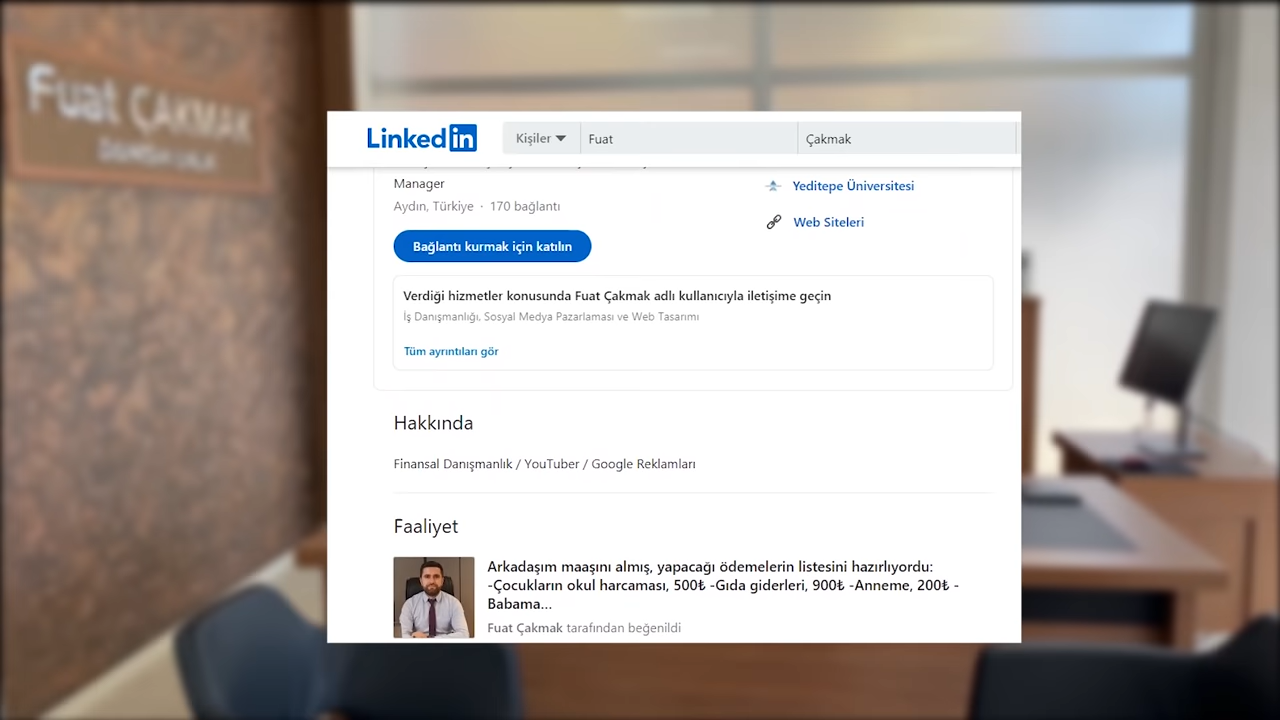 Fuat ÇAKMAK
Linkedin
Kişiler
Fuat
Çakmak
Manager
Aydın, Türkiye · 170 bağlantı
Bağlantı kurmak için katılın
Yeditepe Üniversitesi
Web Siteleri
Verdiği hizmetler konusunda Fuat Çakmak adlı kullanıcıyla iletişime geçin
İş Danışmanlığı, Sosyal Medya Pazarlaması ve Web Tasarımı
Tüm ayrıntıları gör
Hakkında
Finansal Danışmanlık / YouTuber / Google Reklamları
Faaliyet
Arkadaşım maaşını almış, yapacağı ödemelerin listesini hazırlıyordu:
-Çocukların okul harcaması, 500₺ -Gıda giderleri, 900₺ -Anneme, 200₺ -
Babama...
Fuat Çakmak tarafından beğenildi